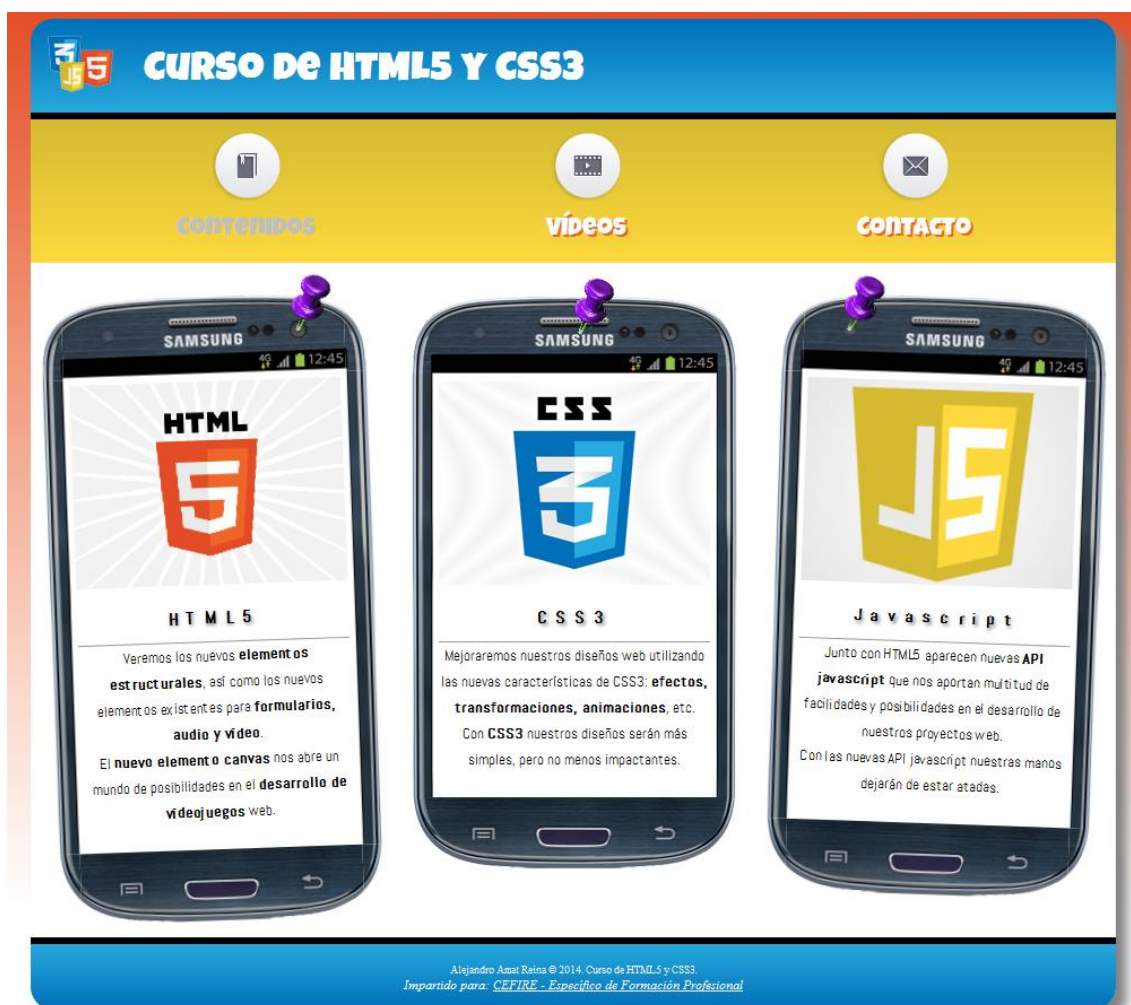 3
JS 5
CURSO DE HTML5 Y CSS3
CONTENIDOS
VÍDEOS
CONTACTO
SAMSUNG
4G 12:45
HTML
5
HTML5
Veremos los nuevos elementos
estructurales, así como los nuevos
elementos existentes para formularios,
audio y vídeo.
El nuevo elemento canvas nos abre un
mundo de posibilidades en el desarrollo de
vídeojuegos web.
SAMSUNG
4G 12:45
CSS
3
CSS3
Mejoraremos nuestros diseños web utilizando
las nuevas características de CSS3: efectos,
transformaciones, animaciones, etc.
Con CSS3 nuestros diseños serán más
simples, pero no menos impactantes.
SAMSUNG
4G 12:45
JS
Javascript
Junto con HTML5 aparecen nuevas API
javascript que nos aportan multitud de
facilidades y posibilidades en el desarrollo de
nuestros proyectos web.
Con las nuevas API javascript nuestras manos
dejarán de estar atadas.
Alejandro Amat Reina © 2014. Curso de HTML5 y CSS3.
Impartido para: CEFIRE - Específico de Formación Profesional